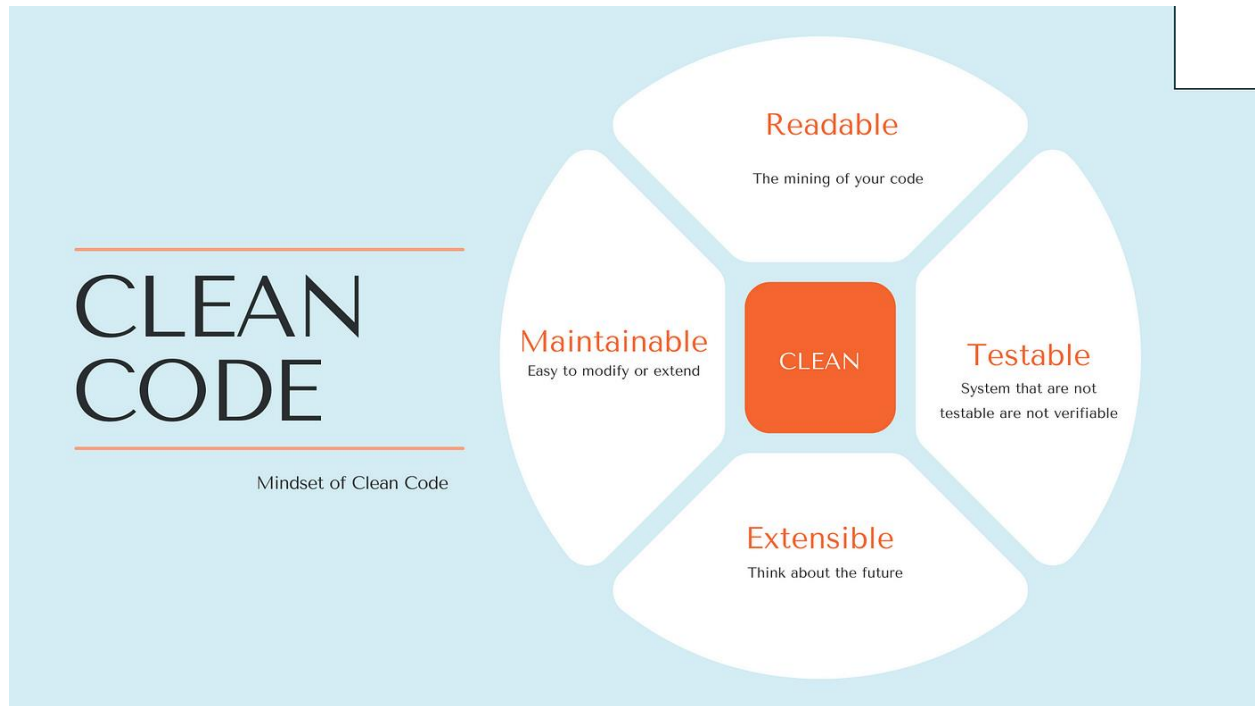 CLEAN
CODE
Mindset of Clean Code
Readable
The mining of your code
Maintainable
Easy to modify or extend
CLEAN
Testable
System that are not
testable are not verifiable
Extensible
Think about the future